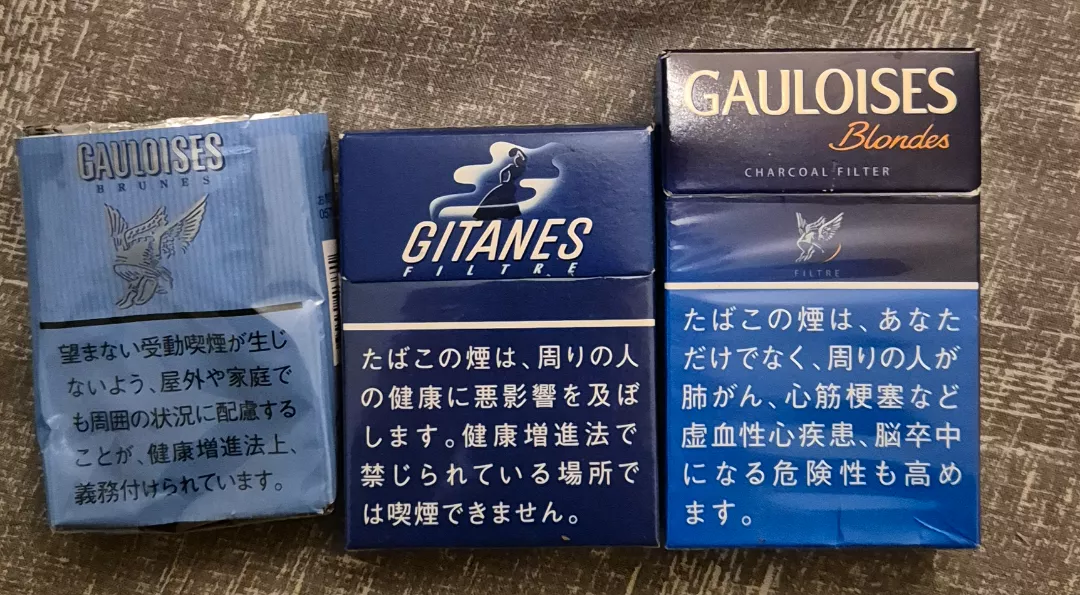 GAULOISES
BRUNES
望まない受動喫煙が生じ
ないよう、屋外や家庭で
も周囲の状況に配慮する
ことが、健康増進法上、
義務付けられています。
GITANES
FILTRE
たばこの煙は、周りの人
の健康に悪影響を及ぼ
します。健康増進法で
禁じられている場所で
は喫煙できません。
GAULOISES
Blondes
CHARCOAL FILTER
FILTRE
たばこの煙は、あなた
だけでなく、周りの人が
肺がん、心筋梗塞など
虚血性心疾患、脳卒中
になる危険性も高め
ます。